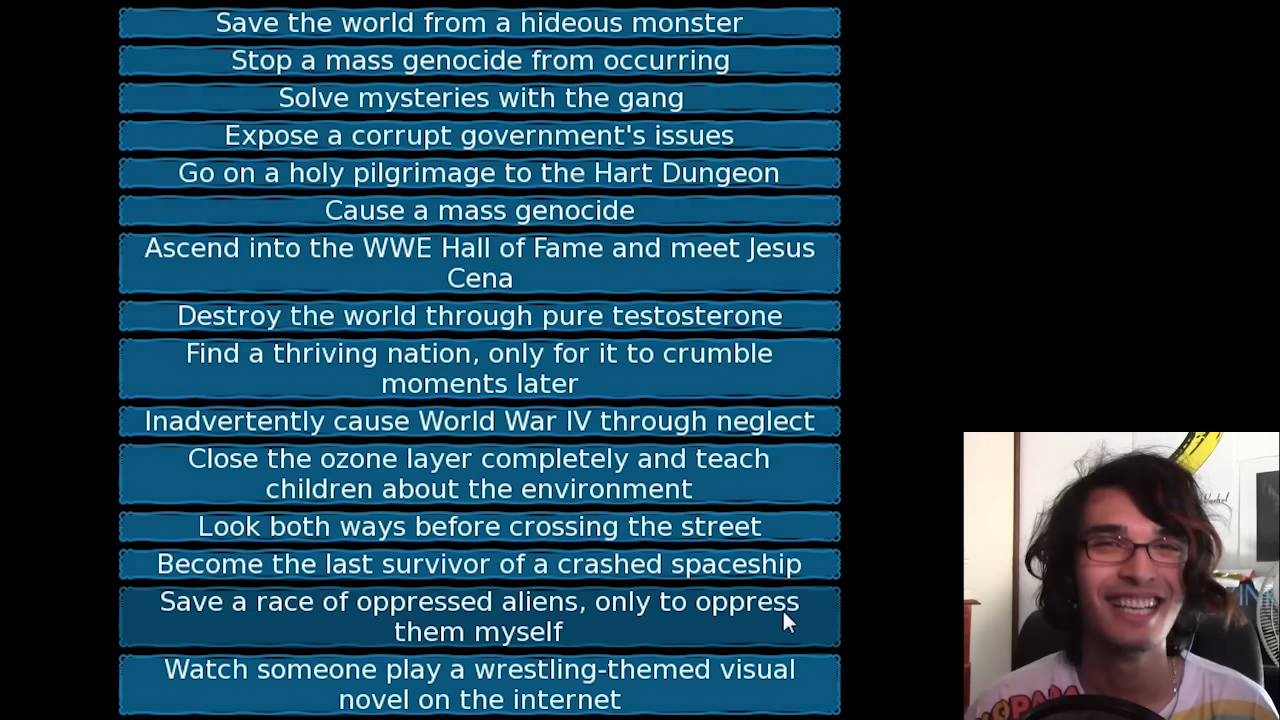 Save the world from a hideous monster
Stop a mass genocide from occurring
Solve mysteries with the gang
Expose a corrupt government's issues
Go on a holy pilgrimage to the Hart Dungeon
Cause a mass genocide
Ascend into the WWE Hall of Fame and meet Jesus
Cena
Destroy the world through pure testosterone
Find a thriving nation, only for it to crumble
moments later
Inadvertently cause World War IV through neglect
Close the ozone layer completely and teach
children about the environment
Look both ways before crossing the street
Become the last survivor of a crashed spaceship
Save a race of oppressed aliens, only to oppress
them myself
Watch someone play a wrestling-themed visual
novel on the internet